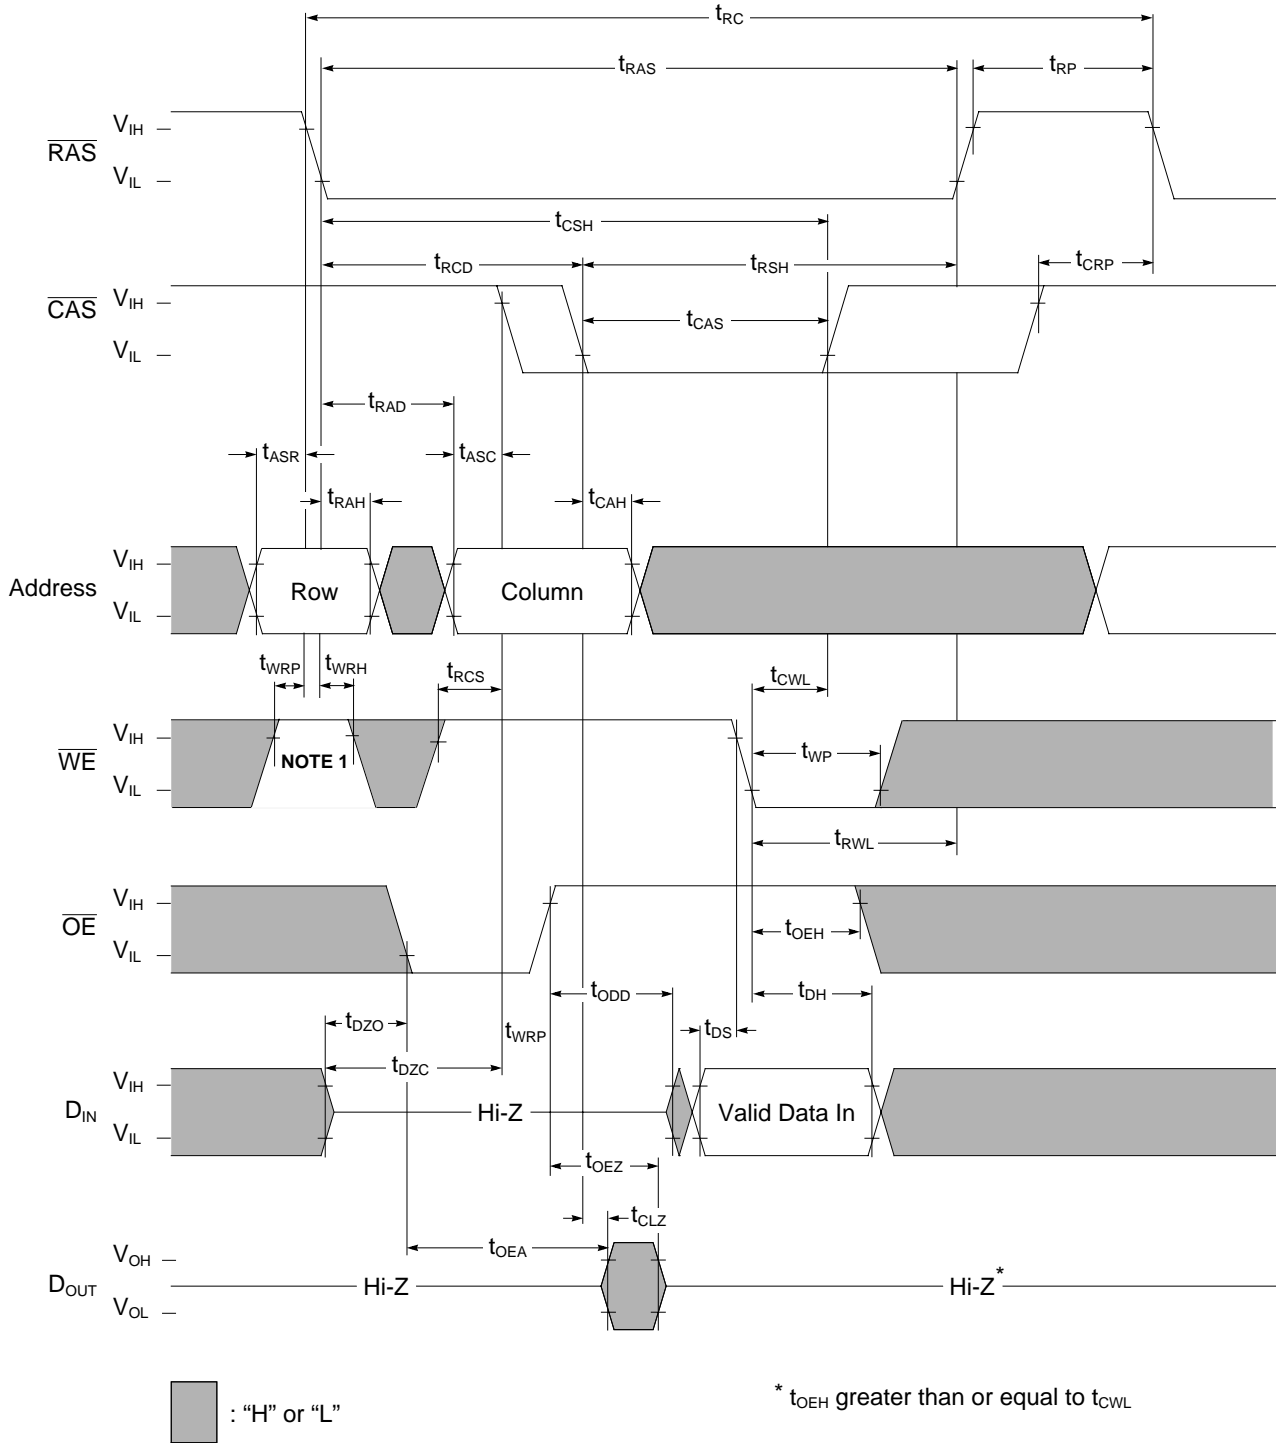 tRC
tRAS
tRP
RAS
VIH
VIL
tCSH
tRCD
tRSH
tCRP
CAS
VIH
VIL
tCAS
tRAD
tASR
tASC
tRAH
tCAH
Address
VIH
VIL
Row
Column
tWRP
tWRH
tRCS
tCWL
WE
VIH
VIL
NOTE 1
tWP
tRWL
OE
VIH
VIL
tOEH
tODD
tDH
tDZO
tWRP
tDS
tDZC
DIN
VIH
VIL
Hi-Z
Valid Data In
tOEZ
tCLZ
tOEA
DOUT
VOH
VOL
Hi-Z
Hi-Z*
: “H” or “L”
* tOEH greater than or equal to tCWL